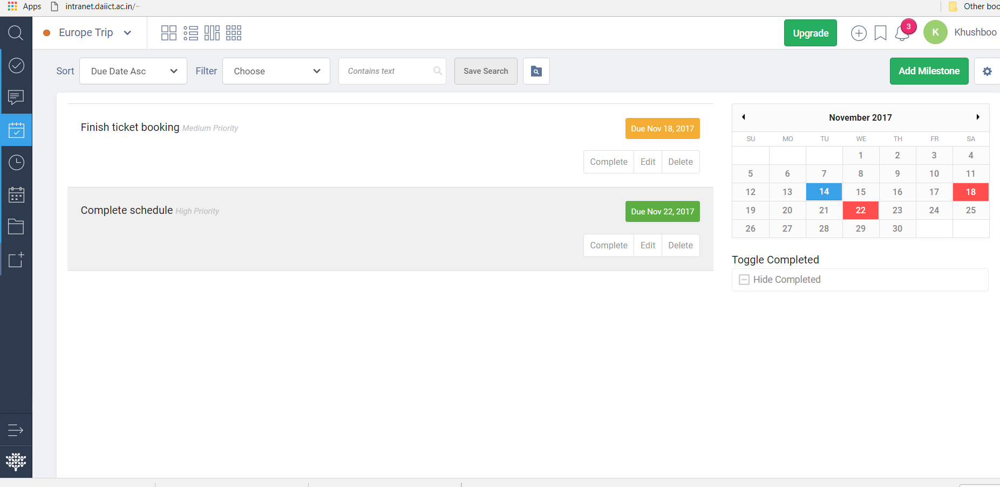 Apps intranet.daiict.ac.in/~ Other boo
Europe Trip Upgrade 3 K Khushboo
Sort Due Date Asc Filter Choose Contains text Save Search Add Milestone
Finish ticket booking Medium Priority Due Nov 18, 2017
Complete Edit Delete
Complete schedule High Priority Due Nov 22, 2017
Complete Edit Delete
November 2017
SU MO TU WE TH FR SA
1 2 3 4
5 6 7 8 9 10 11
12 13 14 15 16 17 18
19 20 21 22 23 24 25
26 27 28 29 30
Toggle Completed
Hide Completed